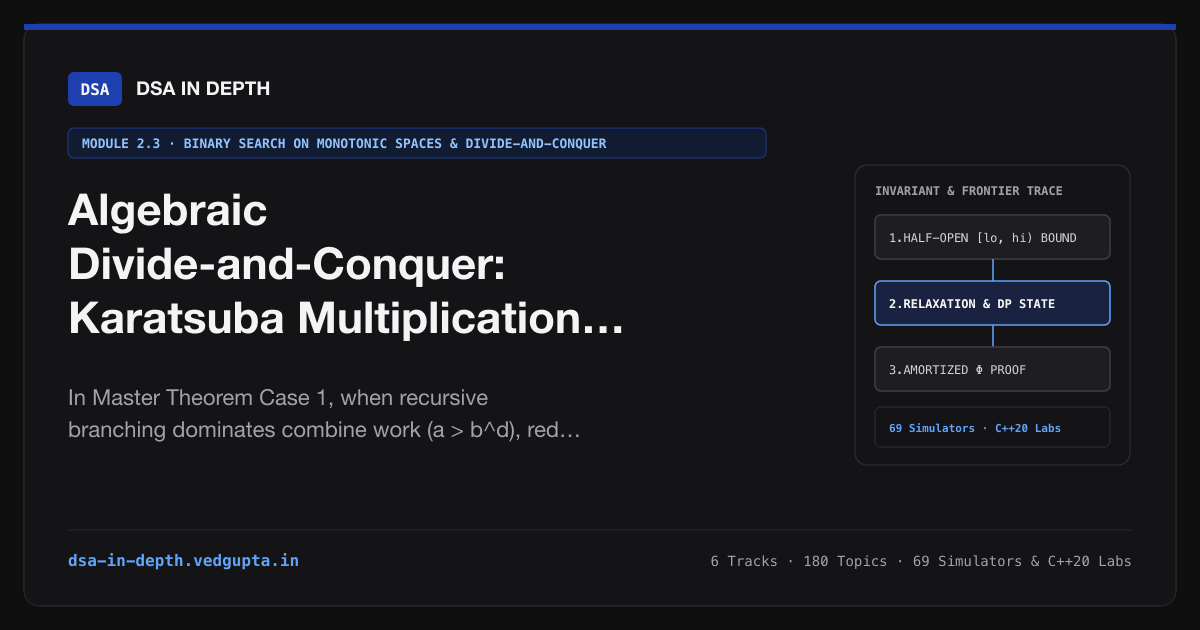 DSA
DSA IN DEPTH
MODULE 2.3 · BINARY SEARCH ON MONOTONIC SPACES & DIVIDE-AND-CONQUER
Algebraic
Divide-and-Conquer:
Karatsuba Multiplication…
In Master Theorem Case 1, when recursive
branching dominates combine work (a > b^d), red…
INVARIANT & FRONTIER TRACE
1.HALF-OPEN [lo, hi) BOUND
2.RELAXATION & DP STATE
3.AMORTIZED Φ PROOF
69 Simulators · C++20 Labs
dsa-in-depth.vedgupta.in
6 Tracks · 180 Topics · 69 Simulators & C++20 Labs